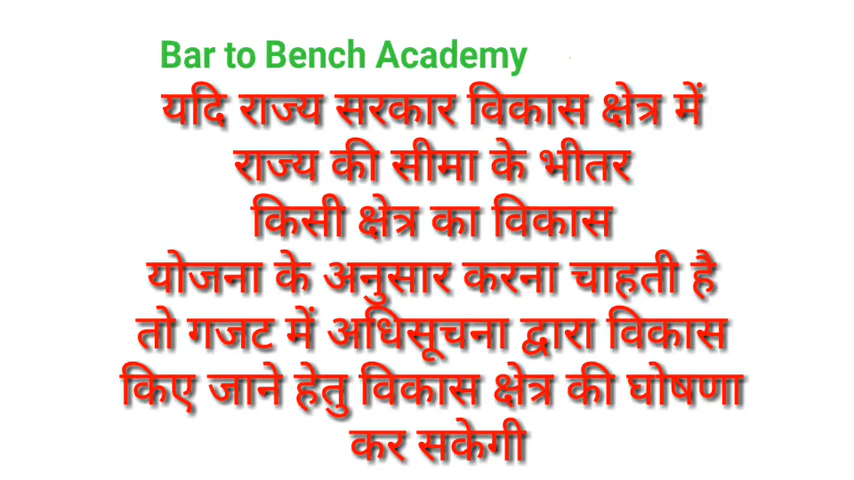 Bar to Bench Academy
यदि राज्य सरकार विकास क्षेत्र में
राज्य की सीमा के भीतर
किसी क्षेत्र का विकास
योजना के अनुसार करना चाहती है
तो गजट में अधिसूचना द्वारा विकास
किए जाने हेतु विकास क्षेत्र की घोषणा
कर सकेगी